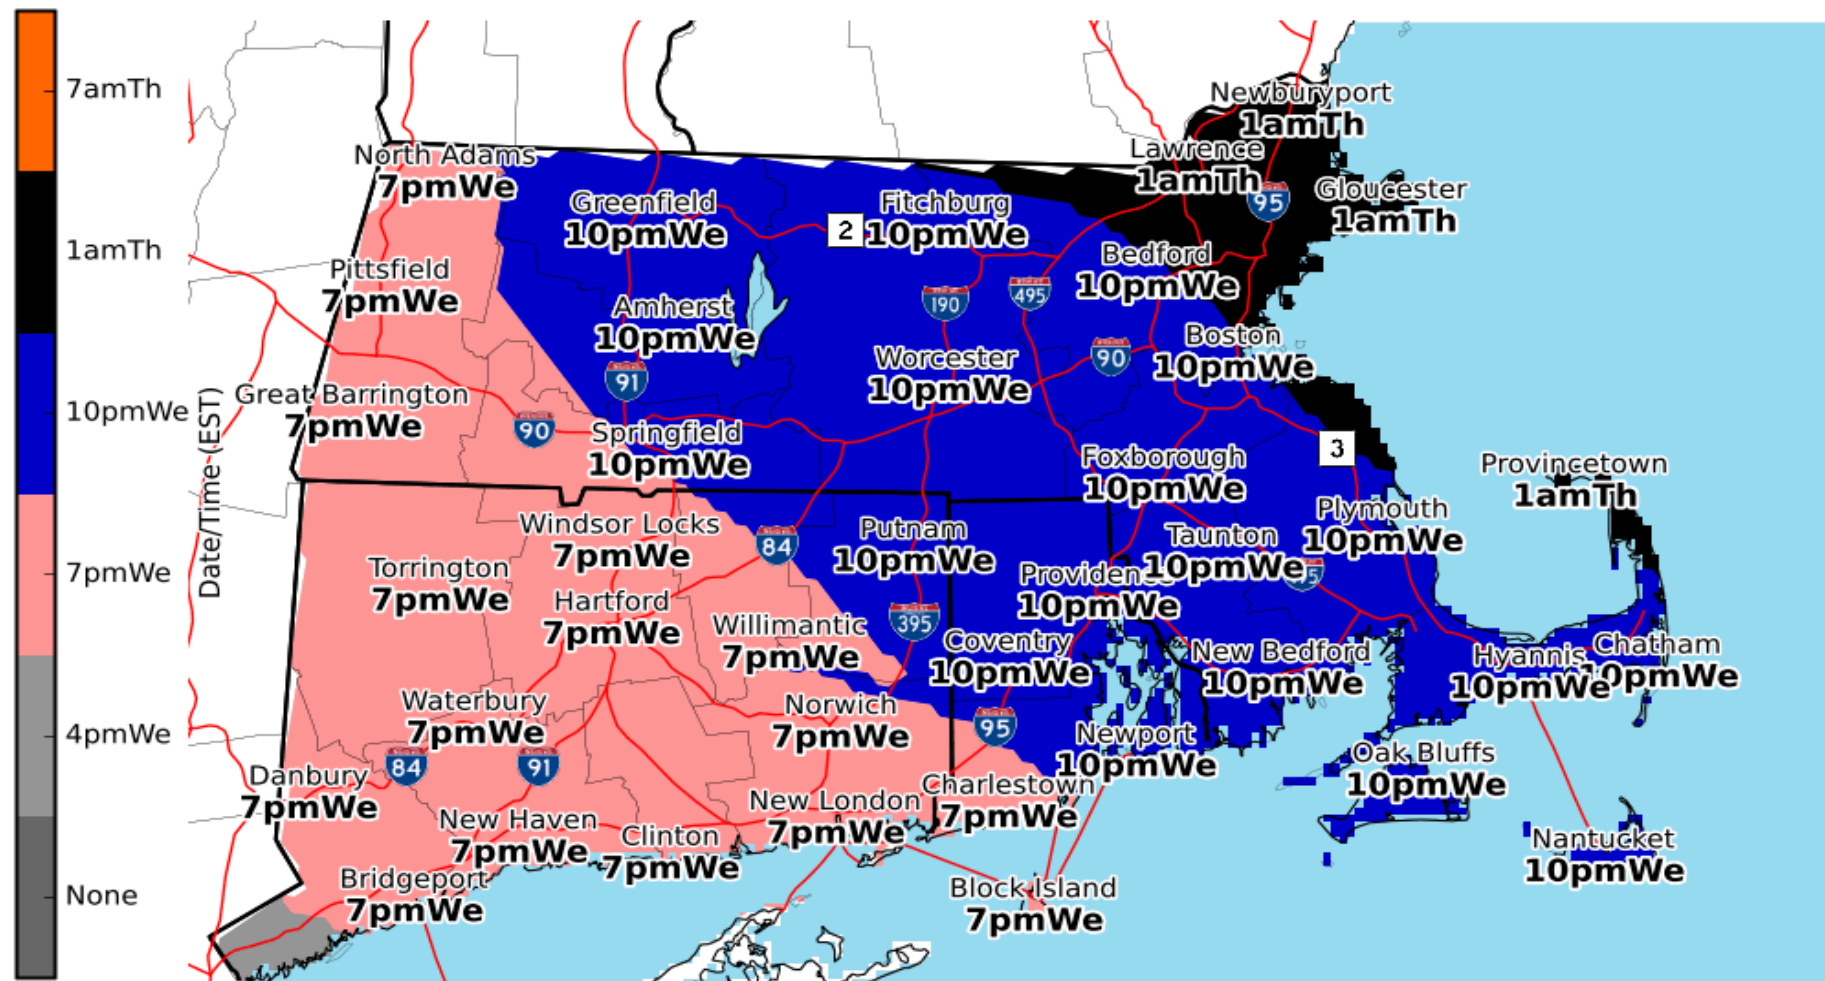 7amTh
1amTh
10pmWe
7pmWe
4pmWe
None
Date/Time (EST)
Newburyport
1amTh
North Adams
7pmWe
Lawrence
1amTh
95
Gloucester
1amTh
Greenfield
10pmWe
2
Fitchburg
10pmWe
Bedford
10pmWe
Pittsfield
7pmWe
190
495
Amherst
10pmWe
Boston
10pmWe
Worcester
10pmWe
90
91
Great Barrington
7pmWe
90
Springfield
10pmWe
3
Foxborough
10pmWe
Provincetown
1amTh
Plymouth
10pmWe
Windsor Locks
7pmWe
84
Putnam
10pmWe
Taunton
10pmWe
Torrington
7pmWe
Providence
10pmWe
Hartford
7pmWe
395
Willimantic
7pmWe
Coventry
10pmWe
New Bedford
10pmWe
Hyannis
10pmWe
Chatham
10pmWe
Waterbury
7pmWe
Norwich
7pmWe
95
Newport
10pmWe
84
91
Oak Bluffs
10pmWe
Danbury
7pmWe
Charlestown
7pmWe
New London
7pmWe
New Haven
7pmWe
Clinton
7pmWe
Nantucket
10pmWe
Bridgeport
7pmWe
Block Island
7pmWe